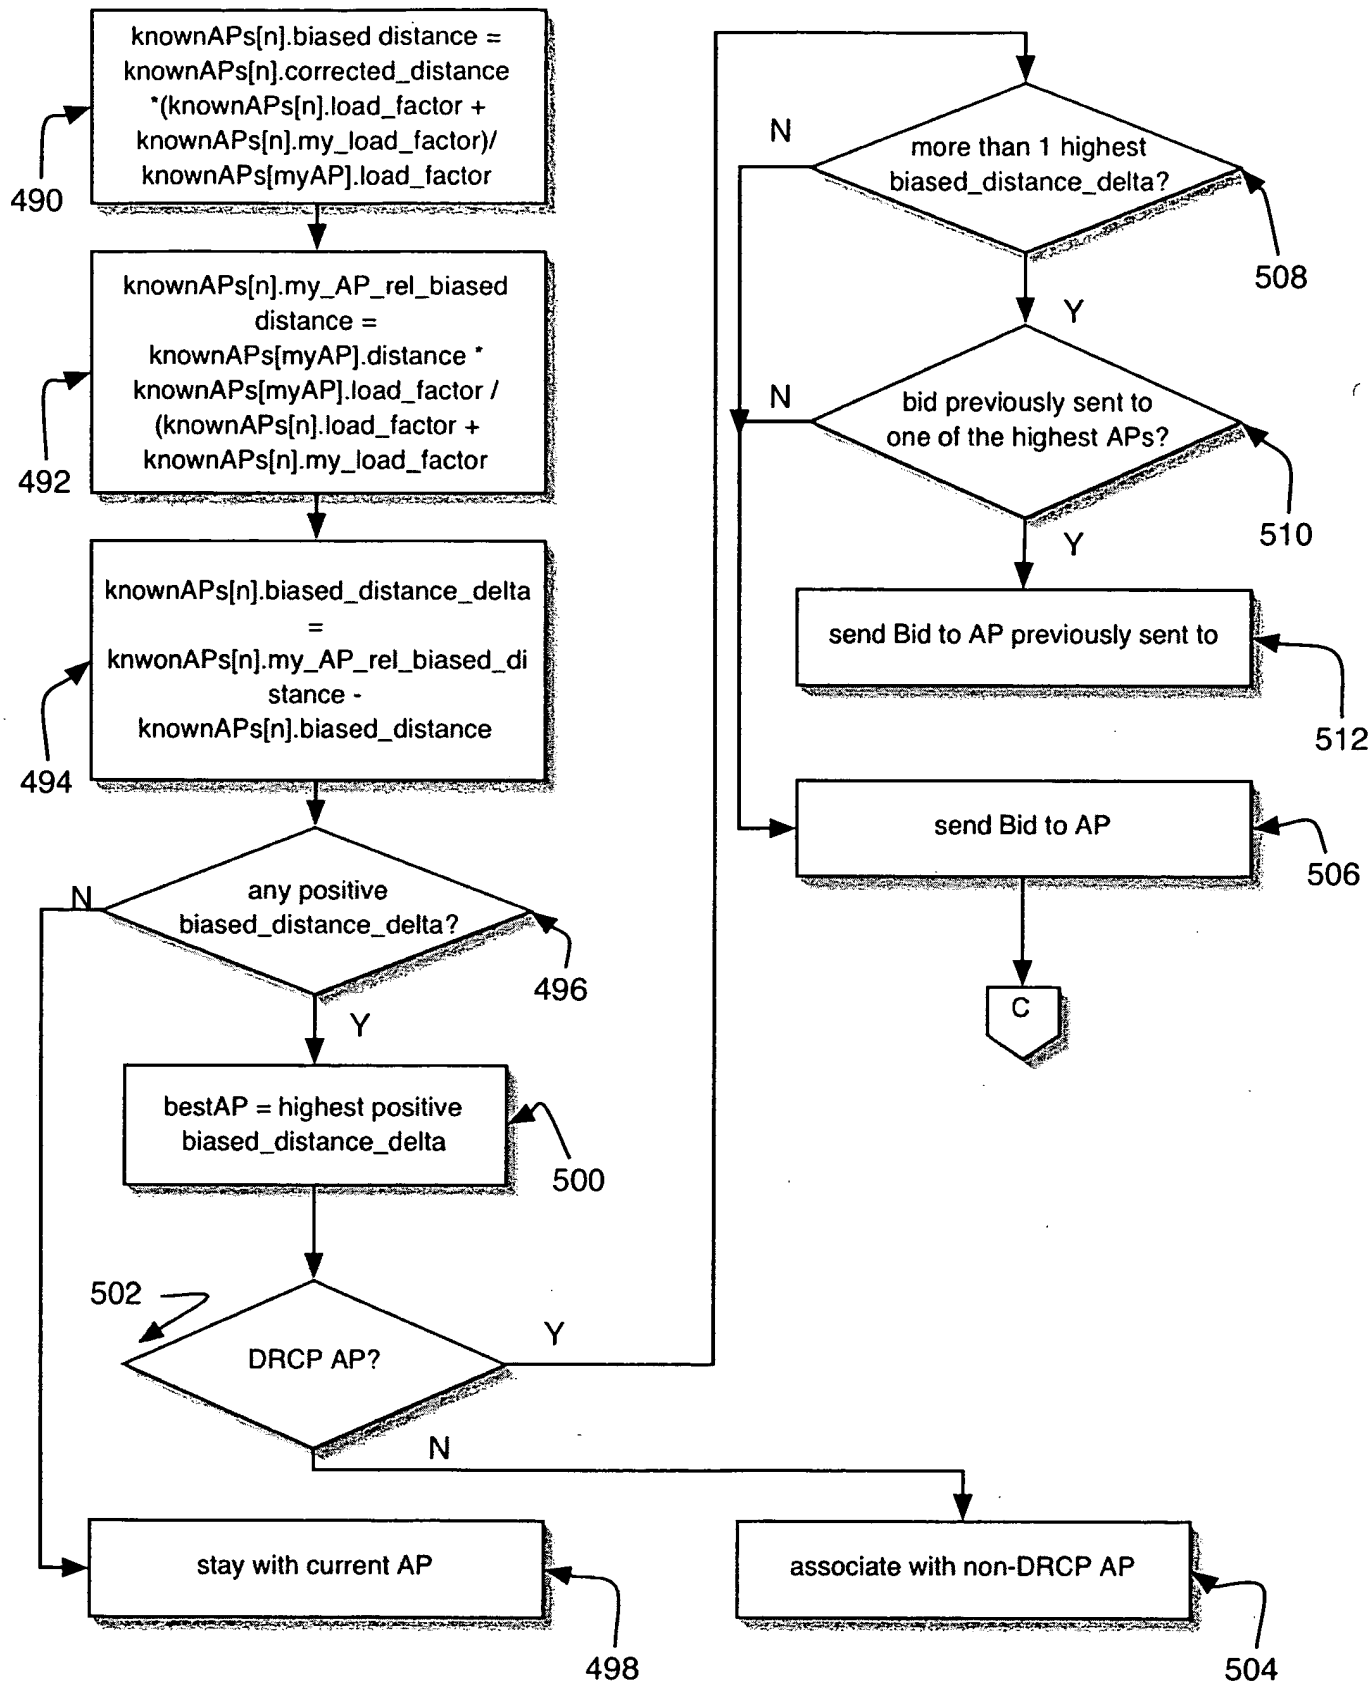 knownAPs[n].biased distance =
knownAPs[n].corrected_distance
*(knownAPs[n].load_factor +
knownAPs[n].my_load_factor)/
knownAPs[myAP].load_factor
490
knownAPs[n].my_AP_rel_biased
distance =
knownAPs[myAP].distance *
knownAPs[myAP].load_factor /
(knownAPs[n].load_factor +
knownAPs[n].my_load_factor
492
knownAPs[n].biased_distance_delta
=
knwonAPs[n].my_AP_rel_biased_di
stance -
knownAPs[n].biased_distance
494
any positive
biased_distance_delta?
N
496
Y
bestAP = highest positive
biased_distance_delta
500
502
DRCP AP?
Y
N
stay with current AP
498
associate with non-DRCP AP
504
more than 1 highest
biased_distance_delta?
N
508
Y
bid previously sent to
one of the highest APs?
N
510
Y
send Bid to AP previously sent to
512
send Bid to AP
506
C